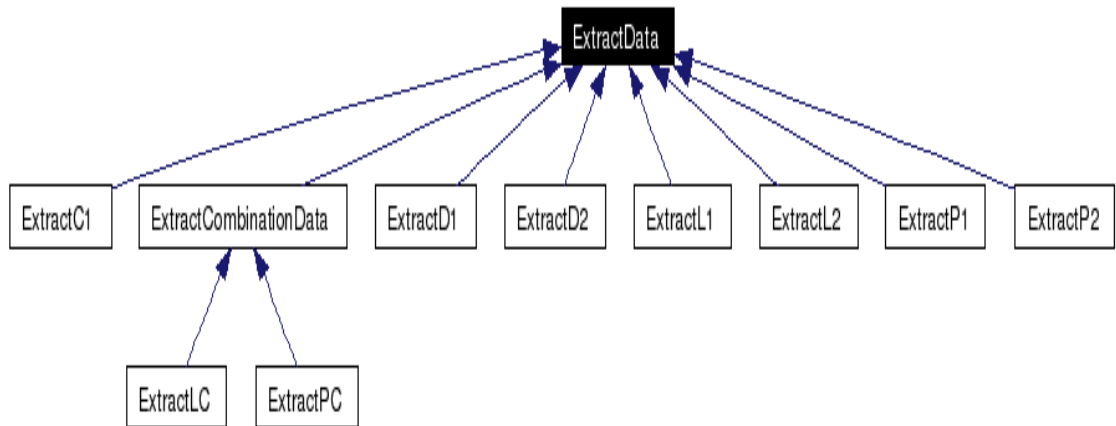 ExtractData
ExtractC1
ExtractCombinationData
ExtractD1
ExtractD2
ExtractL1
ExtractL2
ExtractP1
ExtractP2
ExtractLC
ExtractPC